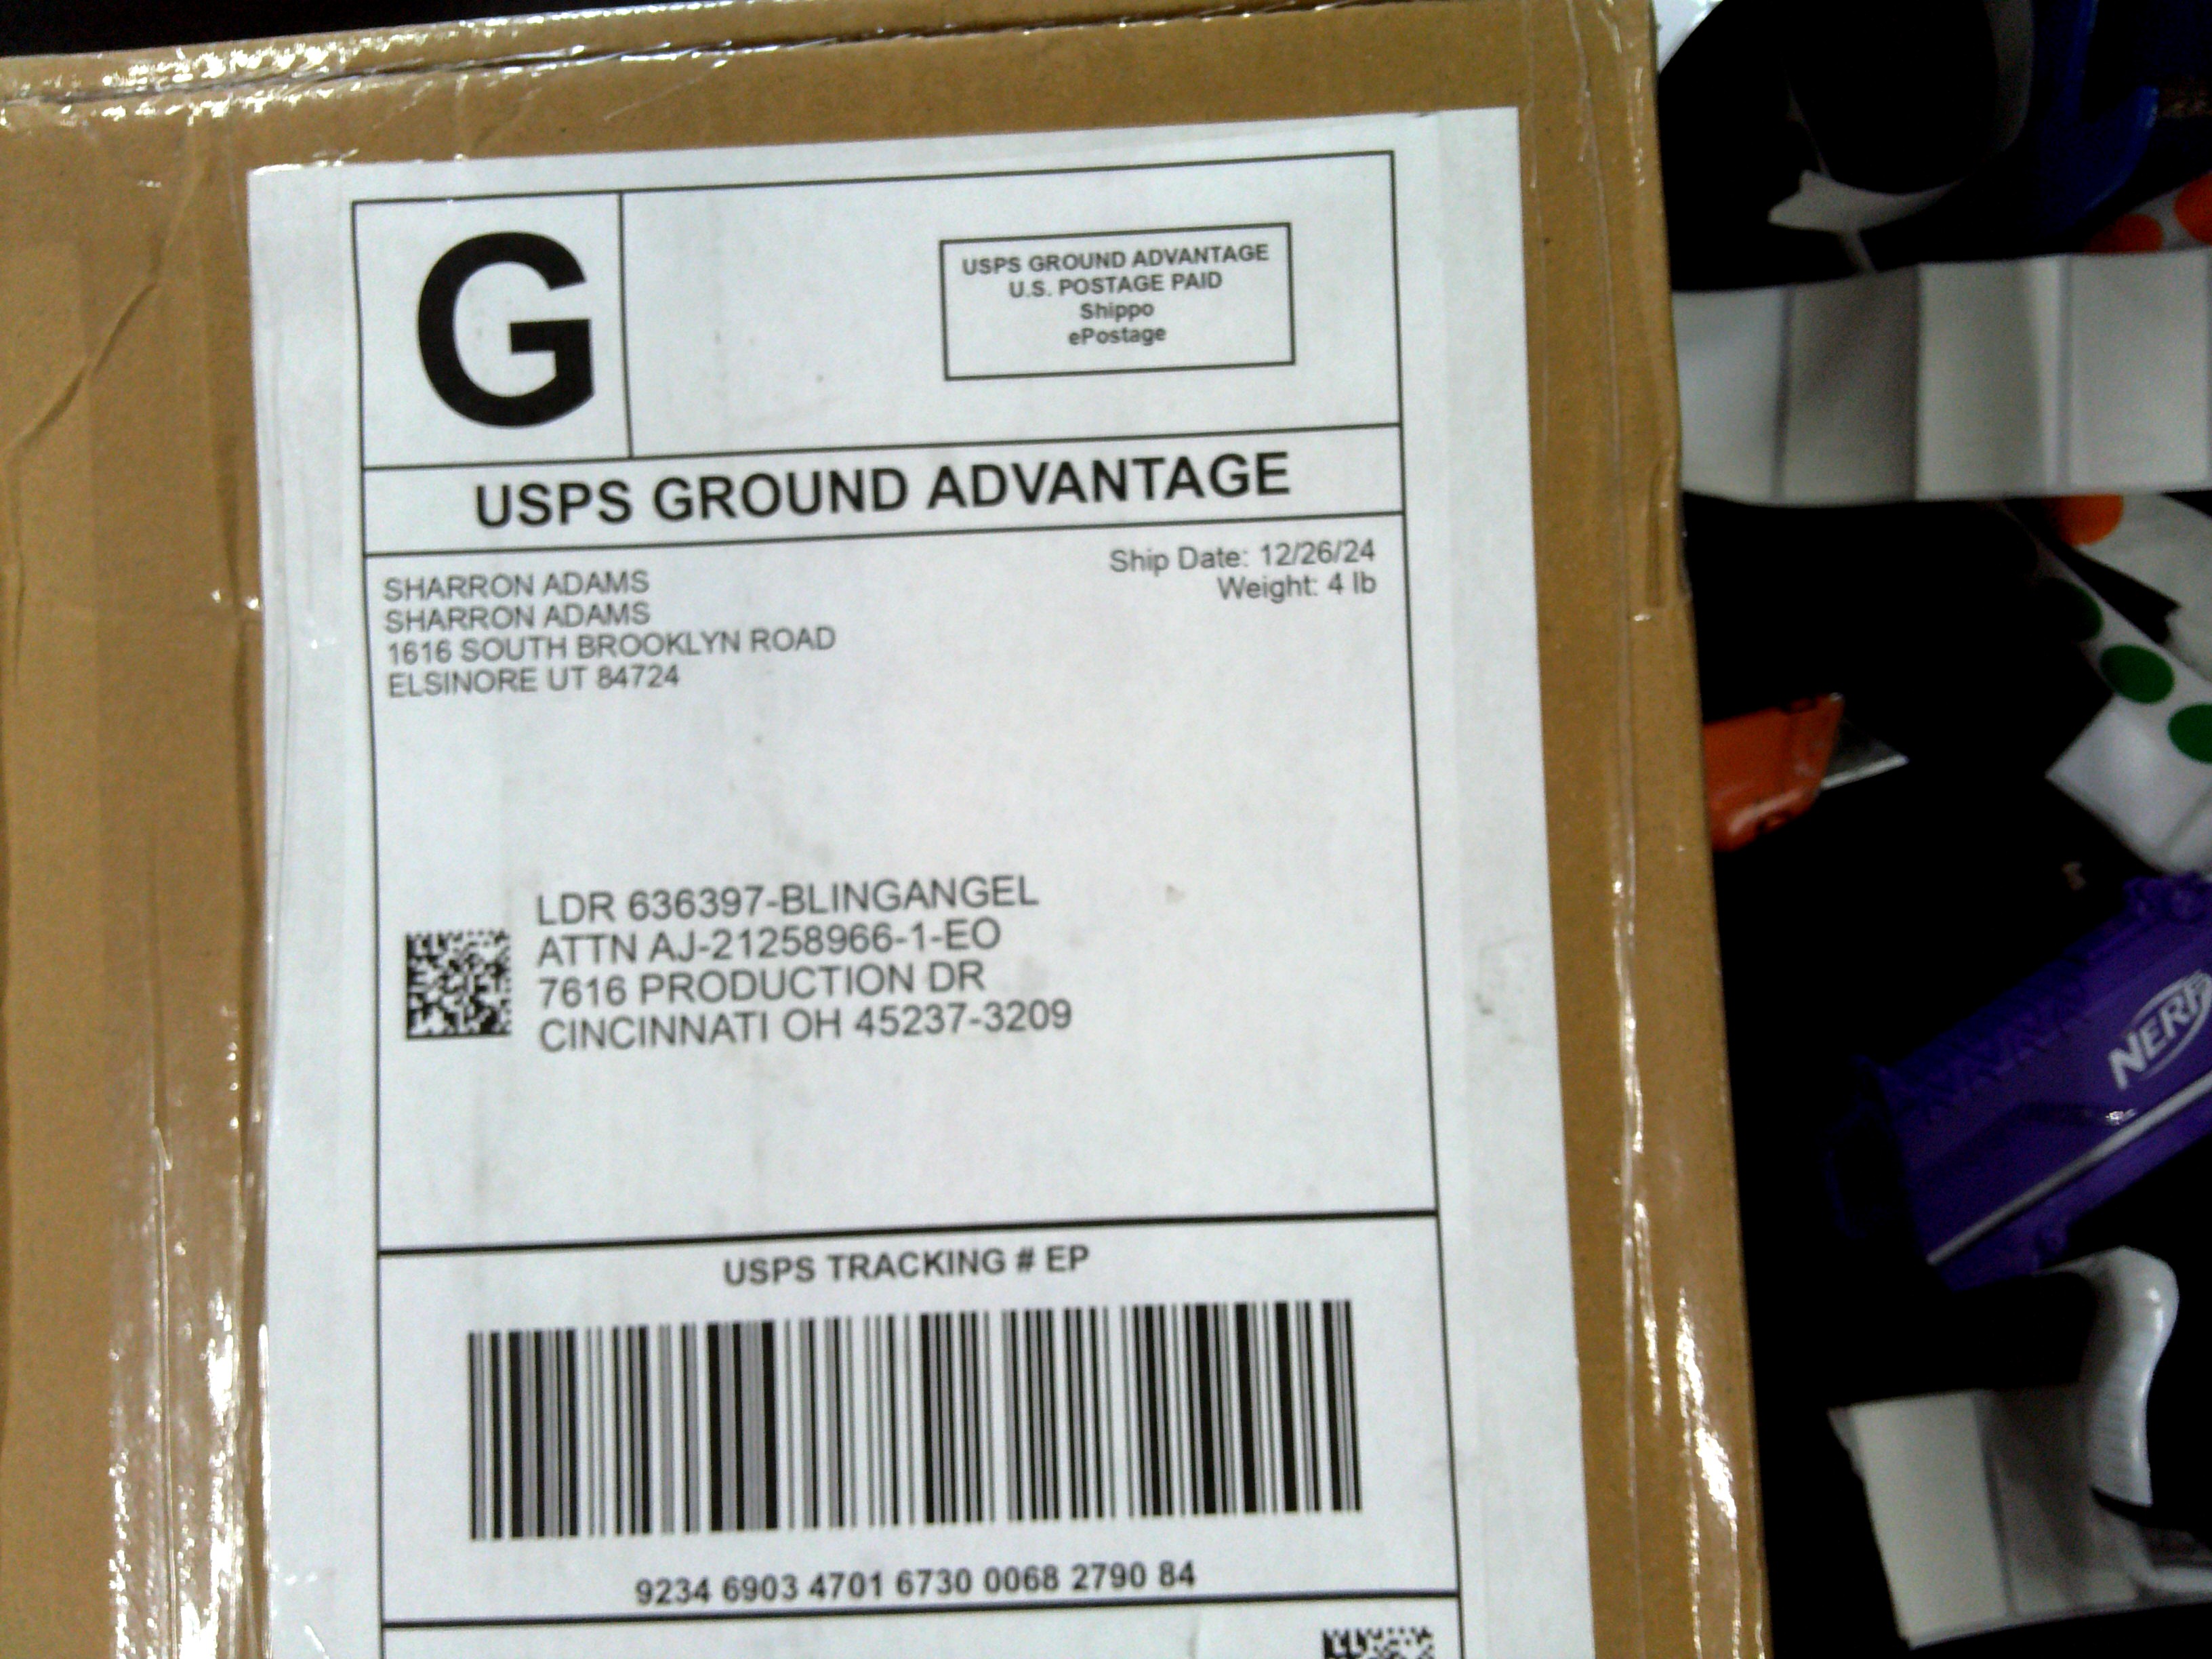 G
USPS GROUND ADVANTAGE
U.S. POSTAGE PAID
Shippo
ePostage
USPS GROUND ADVANTAGE
Ship Date: 12/26/24
Weight: 4 lb
SHARRON ADAMS
SHARRON ADAMS
1616 SOUTH BROOKLYN ROAD
ELSINORE UT 84724
LDR 636397-BLINGANGEL
ATTN AJ-21258966-1-EO
7616 PRODUCTION DR
CINCINNATI OH 45237-3209
USPS TRACKING # EP
9234 6903 4701 6730 0068 2790 84
NERF